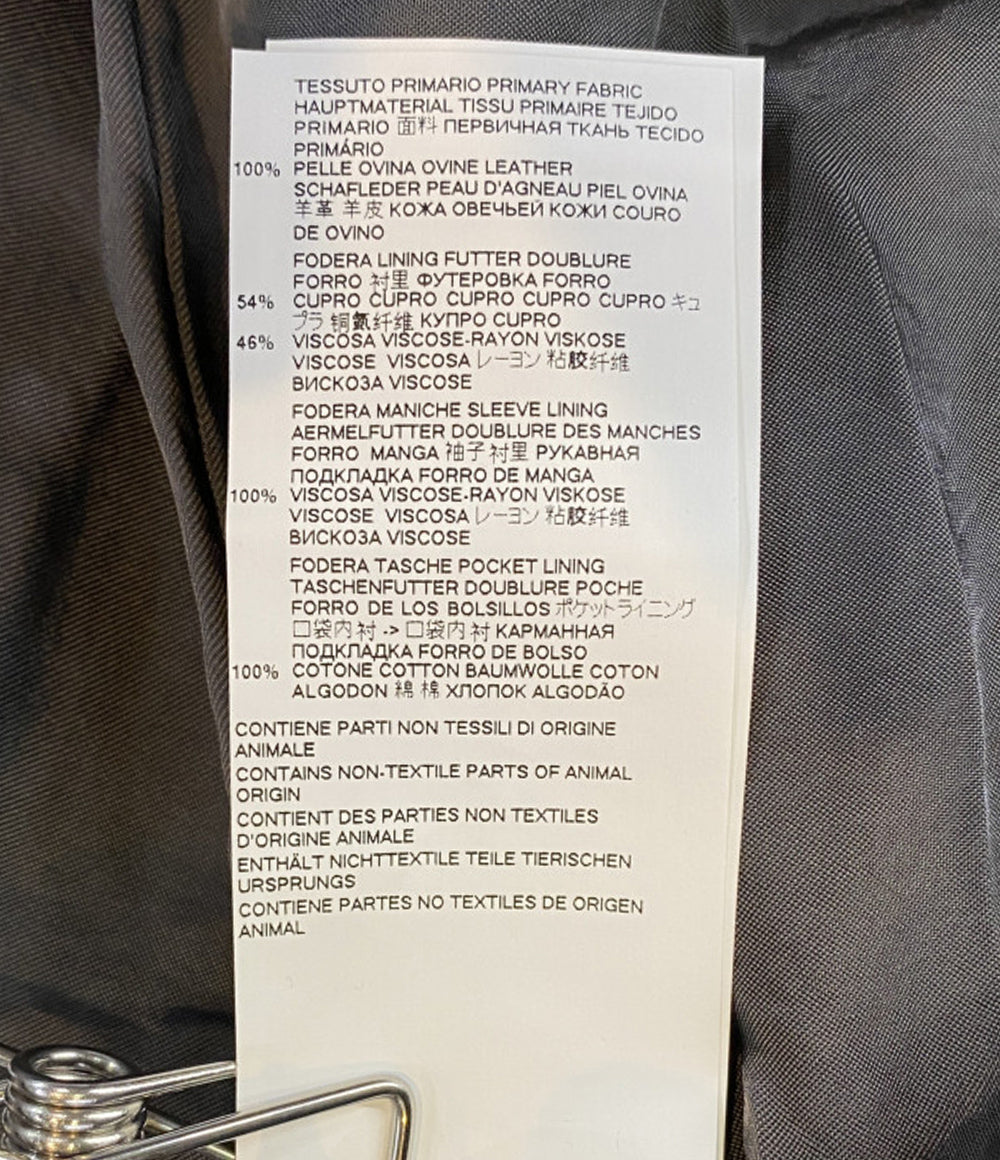 TESSUTO PRIMARIO PRIMARY FABRIC
HAUPTMATERIAL TISSU PRIMAIRE TEJIDO
PRIMARIO 面料 ПЕРВИЧНАЯ ТКАНЬ TECIDO
PRIMÁRIO
100% PELLE OVINA OVINE LEATHER
SCHAFLEDER PEAU D'AGNEAU PIEL OVINA
羊革 羊皮 КОЖА ОВЕЧЬЕЙ КОЖИ COURO
DE OVINO
FODERA LINING FUTTER DOUBLURE
FORRO 衬里 ФУТЕРОВКА FORRO
54% CUPRO CUPRO CUPRO CUPRO CUPRO キュ
プラ 铜氨纤维 КУПРО CUPRO
46% VISCOSA VISCOSE-RAYON VISKOSE
VISCOSE VISCOSA レーヨン 粘胶纤维
ВИСКОЗА VISCOSE
FODERA MANICHE SLEEVE LINING
AERMELFUTTER DOUBLURE DES MANCHES
FORRO MANGA 袖子衬里 РУКАВНАЯ
ПОДКЛАДКА FORRO DE MANGA
100% VISCOSA VISCOSE-RAYON VISKOSE
VISCOSE VISCOSA レーヨン 粘胶纤维
ВИСКОЗА VISCOSE
FODERA TASCHE POCKET LINING
TASCHENFUTTER DOUBLURE POCHE
FORRO DE LOS BOLSILLOS ポケットライニング
口袋内衬 -> 口袋内衬 КАРМАННАЯ
ПОДКЛАДКА FORRO DE BOLSO
100% COTONE COTTON BAUMWOLLE COTON
ALGODON 綿 棉 ХЛОПОК ALGODÃO
CONTIENE PARTI NON TESSILI DI ORIGINE
ANIMALE
CONTAINS NON-TEXTILE PARTS OF ANIMAL
ORIGIN
CONTIENT DES PARTIES NON TEXTILES
D'ORIGINE ANIMALE
ENTHÄLT NICHTTEXTILE TEILE TIERISCHEN
URSPRUNGS
CONTIENE PARTES NO TEXTILES DE ORIGEN
ANIMAL